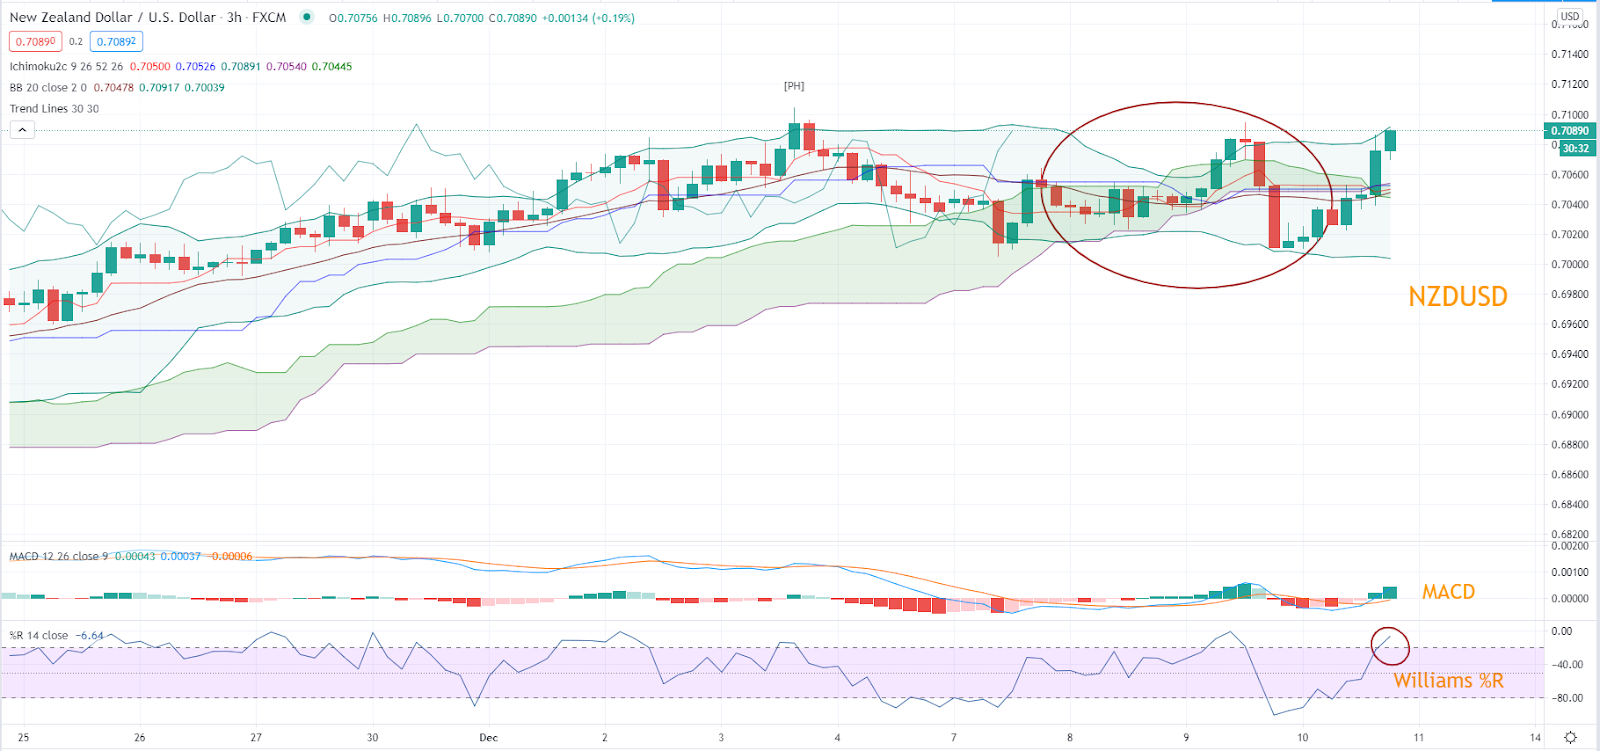 New Zealand Dollar / U.S. Dollar · 3h · FXCM O0.70756 H0.70896 L0.70700 C0.70890 +0.00134 (+0.19%)
0.70890 0.2 0.70892
Ichimoku2c 9 26 52 26 0.70500 0.70526 0.70891 0.70540 0.70445
BB 20 close 2 0 0.70478 0.70917 0.70039
Trend Lines 30 30
[PH]
USD
0.71400
0.71200
0.71000
0.70890
30:32
0.70600
0.70400
0.70200
0.70000
0.69800
0.69600
0.69400
0.69200
0.69000
0.68800
0.68600
0.68400
0.68200
NZDUSD
MACD 12 26 close 9 0.00043 0.00037 −0.00006
0.00200
0.00100
0.00000
MACD
%R 14 close −6.64
0.00
−40.00
−80.00
Williams %R
25 26 27 30 Dec 2 3 4 7 8 9 10 11 14